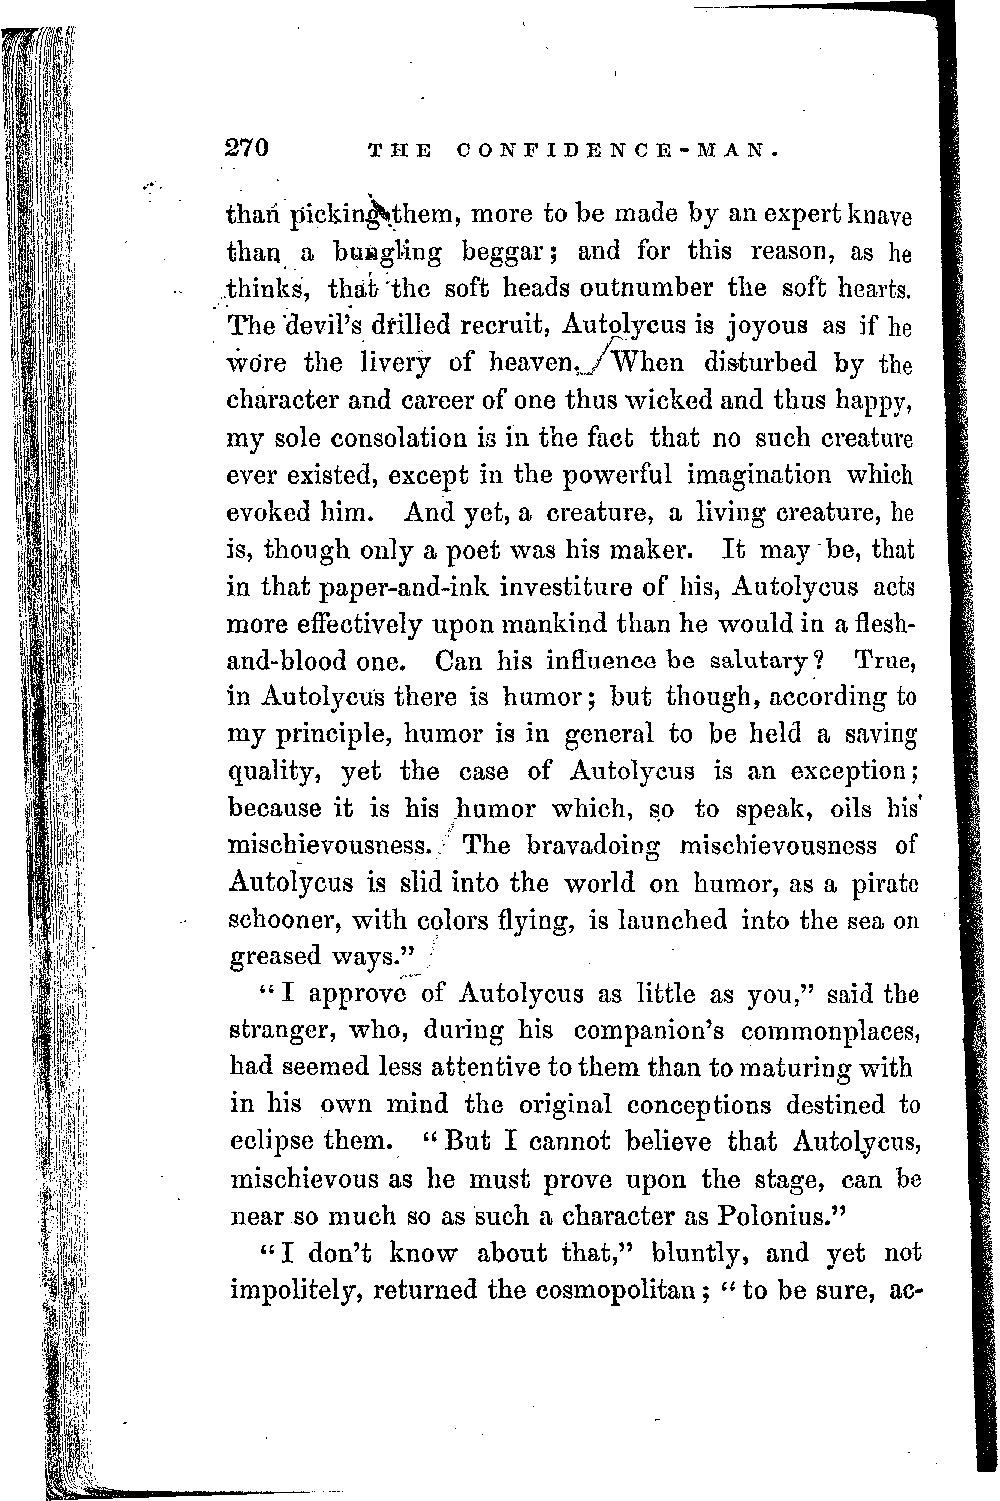 270 THE CONFIDENCE-MAN.
than picking them, more to be made by an expert knave
than a bungling beggar; and for this reason, as he
thinks, that the soft heads outnumber the soft hearts.
The devil's drilled recruit, Autolycus is joyous as if he
wore the livery of heaven. When disturbed by the
character and career of one thus wicked and thus happy,
my sole consolation is in the fact that no such creature
ever existed, except in the powerful imagination which
evoked him. And yet, a creature, a living creature, he
is, though only a poet was his maker. It may be, that
in that paper-and-ink investiture of his, Autolycus acts
more effectively upon mankind than he would in a flesh-
and-blood one. Can his influence be salutary? True,
in Autolycus there is humor; but though, according to
my principle, humor is in general to be held a saving
quality, yet the case of Autolycus is an exception;
because it is his humor which, so to speak, oils his
mischievousness. The bravadoing mischievousness of
Autolycus is slid into the world on humor, as a pirate
schooner, with colors flying, is launched into the sea on
greased ways."
"I approve of Autolycus as little as you," said the
stranger, who, during his companion's commonplaces,
had seemed less attentive to them than to maturing with
in his own mind the original conceptions destined to
eclipse them. "But I cannot believe that Autolycus,
mischievous as he must prove upon the stage, can be
near so much so as such a character as Polonius."
"I don't know about that," bluntly, and yet not
impolitely, returned the cosmopolitan; "to be sure, ac-